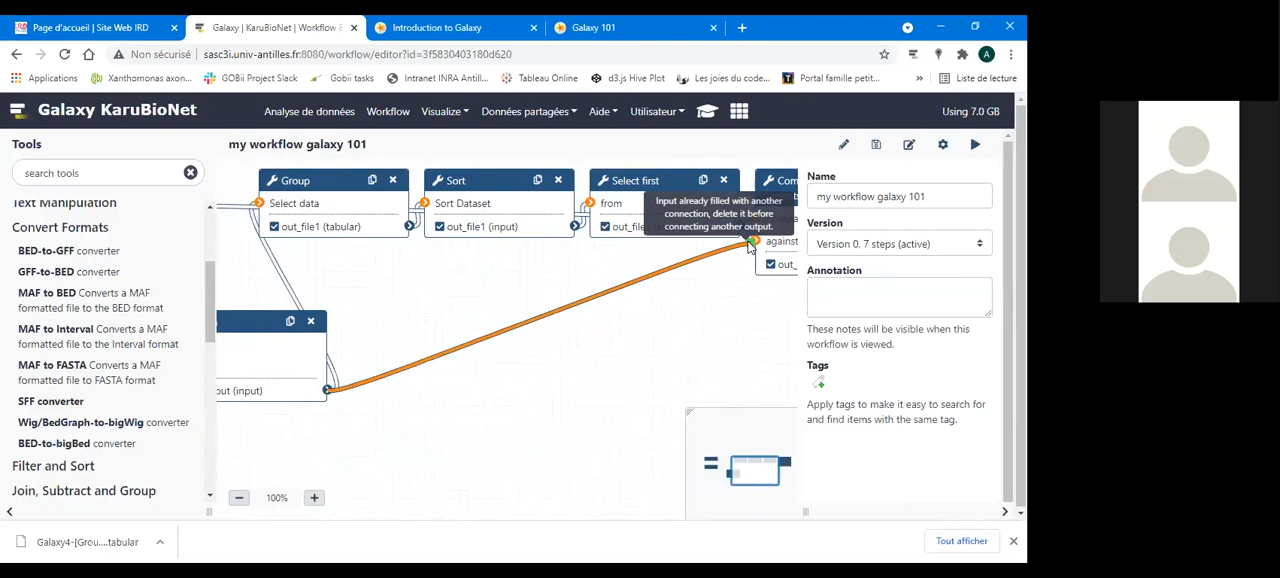 Page d'accueil | Site Web IRD
Galaxy | KaruBioNet | Workflow E
Introduction to Galaxy
Galaxy 101
Non sécurisé
sasc3i.univ-antilles.fr:8080/workflow/editor?id=3f5830403180d620
A
Applications
Xanthomonas axon...
GOBii Project Slack
Gobii tasks
Intranet INRA Antill...
Tableau Online
d3.js Hive Plot
Les joies du code...
Portal famille petit...
»
Liste de lecture
Galaxy KaruBioNet
Analyse de données
Workflow
Visualize
Données partagées
Aide
Utilisateur
Using 7.0 GB
Tools
search tools
Text Manipulation
Convert Formats
BED-to-GFF converter
GFF-to-BED converter
MAF to BED Converts a MAF
formatted file to the BED format
MAF to Interval Converts a MAF
formatted file to the Interval format
MAF to FASTA Converts a MAF
formatted file to FASTA format
SFF converter
Wig/BedGraph-to-bigWig converter
BED-to-bigBed converter
Filter and Sort
Join, Subtract and Group
my workflow galaxy 101
Group
Select data
out_file1 (tabular)
Sort
Sort Dataset
out_file1 (input)
Select first
from
out_file
Com
against
out_
Input already filled with another
connection, delete it before
connecting another output.
put (input)
100%
Name
my workflow galaxy 101
Version
Version 0. 7 steps (active)
Annotation
These notes will be visible when this
workflow is viewed.
Tags
Apply tags to make it easy to search for
and find items with the same tag.
Galaxy4-[Grou....tabular
Tout afficher